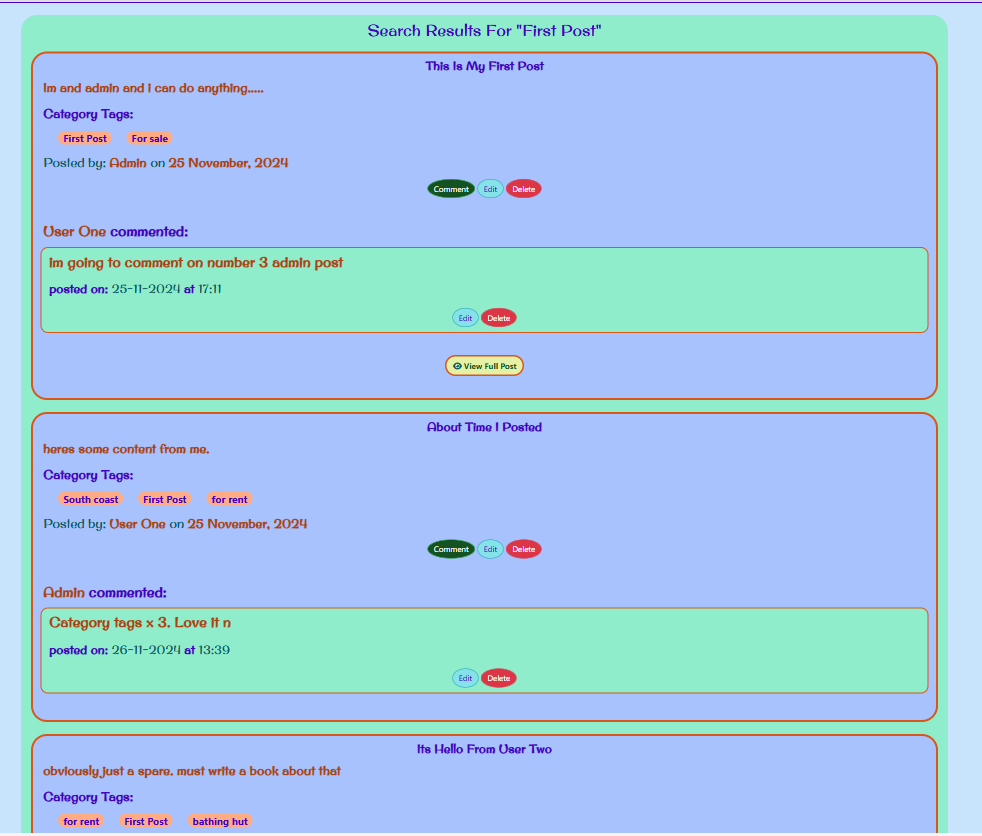 Search Results For "First Post"
This Is My First Post
Im and admin and i can do anything.....
Category Tags:
First Post For sale
Posted by: Admin on 25 November, 2024
Comment Edit Delete
User One commented:
Im going to comment on number 3 admin post
posted on: 25-11-2024 at 17:11
Edit Delete
View Full Post
About Time I Posted
heres some content from me.
Category Tags:
South coast First Post for rent
Posted by: User One on 25 November, 2024
Comment Edit Delete
Admin commented:
Category tags x 3. Love it n
posted on: 26-11-2024 at 13:39
Edit Delete
Its Hello From User Two
obviously just a spare. must write a book about that
Category Tags:
for rent First Post bathing hut